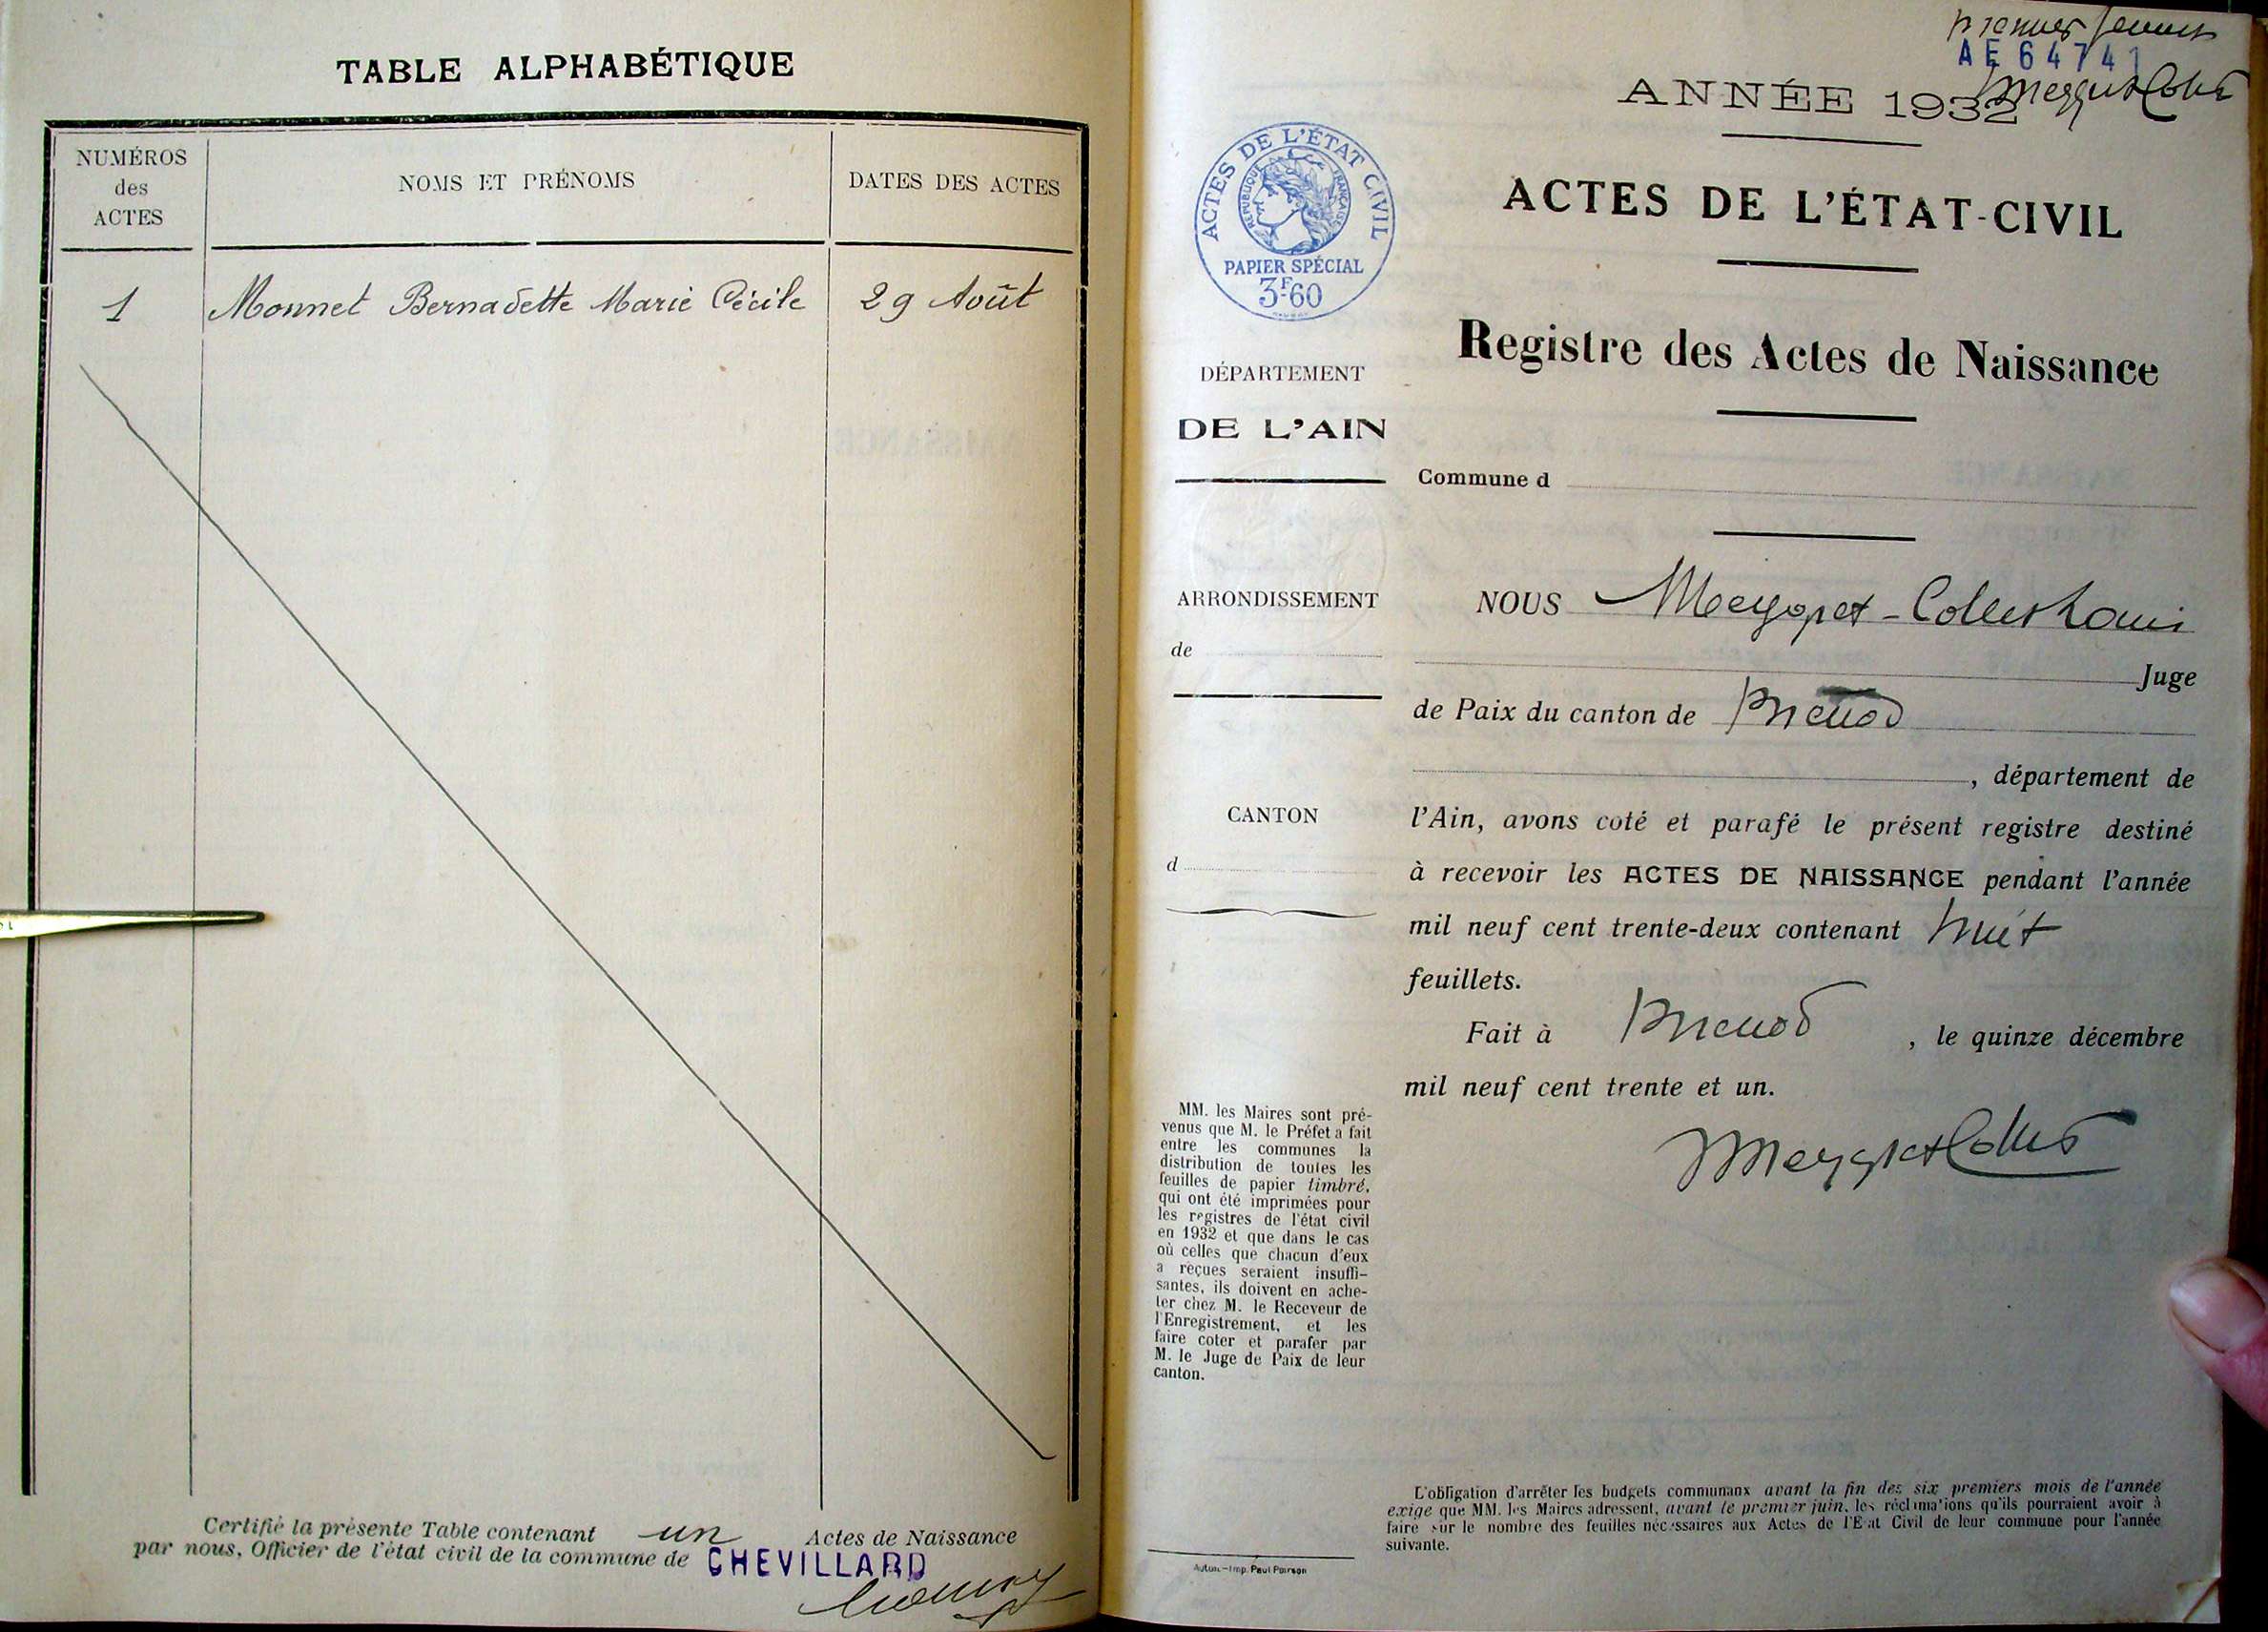 TABLE ALPHABÉTIQUE
NUMÉROS
des
ACTES
NOMS ET PRÉNOMS
DATES DES ACTES
1 Monnet Bernadette Marie Cécile 29 Août
Certifié la présente Table contenant un Actes de Naissance
par nous, Officier de l'état civil de la commune de CHEVILLARD
premier
AE 64741
ANNÉE 1932
ACTES DE L'ÉTAT CIVIL
RÉPUBLIQUE FRANÇAISE
PAPIER SPÉCIAL
3F60
ACTES DE L'ÉTAT-CIVIL
Registre des Actes de Naissance
DÉPARTEMENT
DE L'AIN
Commune d
ARRONDISSEMENT
de
CANTON
d
NOUS
Juge
de Paix du canton de Brénod
, département de
l'Ain, avons coté et parafé le présent registre destiné
à recevoir les ACTES DE NAISSANCE pendant l'année
mil neuf cent trente-deux contenant huit
feuillets.
Fait à Brenod , le quinze décembre
mil neuf cent trente et un.
MM. les Maires sont pré-
venus que M. le Préfet a fait
entre les communes la
distribution de toutes les
feuilles de papier timbré,
qui ont été imprimées pour
les registres de l'état civil
en 1932 et que dans le cas
où celles que chacun d'eux
a reçues seraient insuffi-
santes, ils doivent en ache-
ter chez M. le Receveur de
l'Enregistrement, et les
faire coter et parafer par
M. le Juge de Paix de leur
canton.
L'obligation d'arrêter les budgets communaux avant la fin des six premiers mois de l'année
exige que MM. les Maires adressent, avant le premier juin, les réclamations qu'ils pourraient avoir à
faire sur le nombre des feuilles nécessaires aux Actes de l'Etat Civil de leur commune pour l'année
suivante.
Imp. Paul